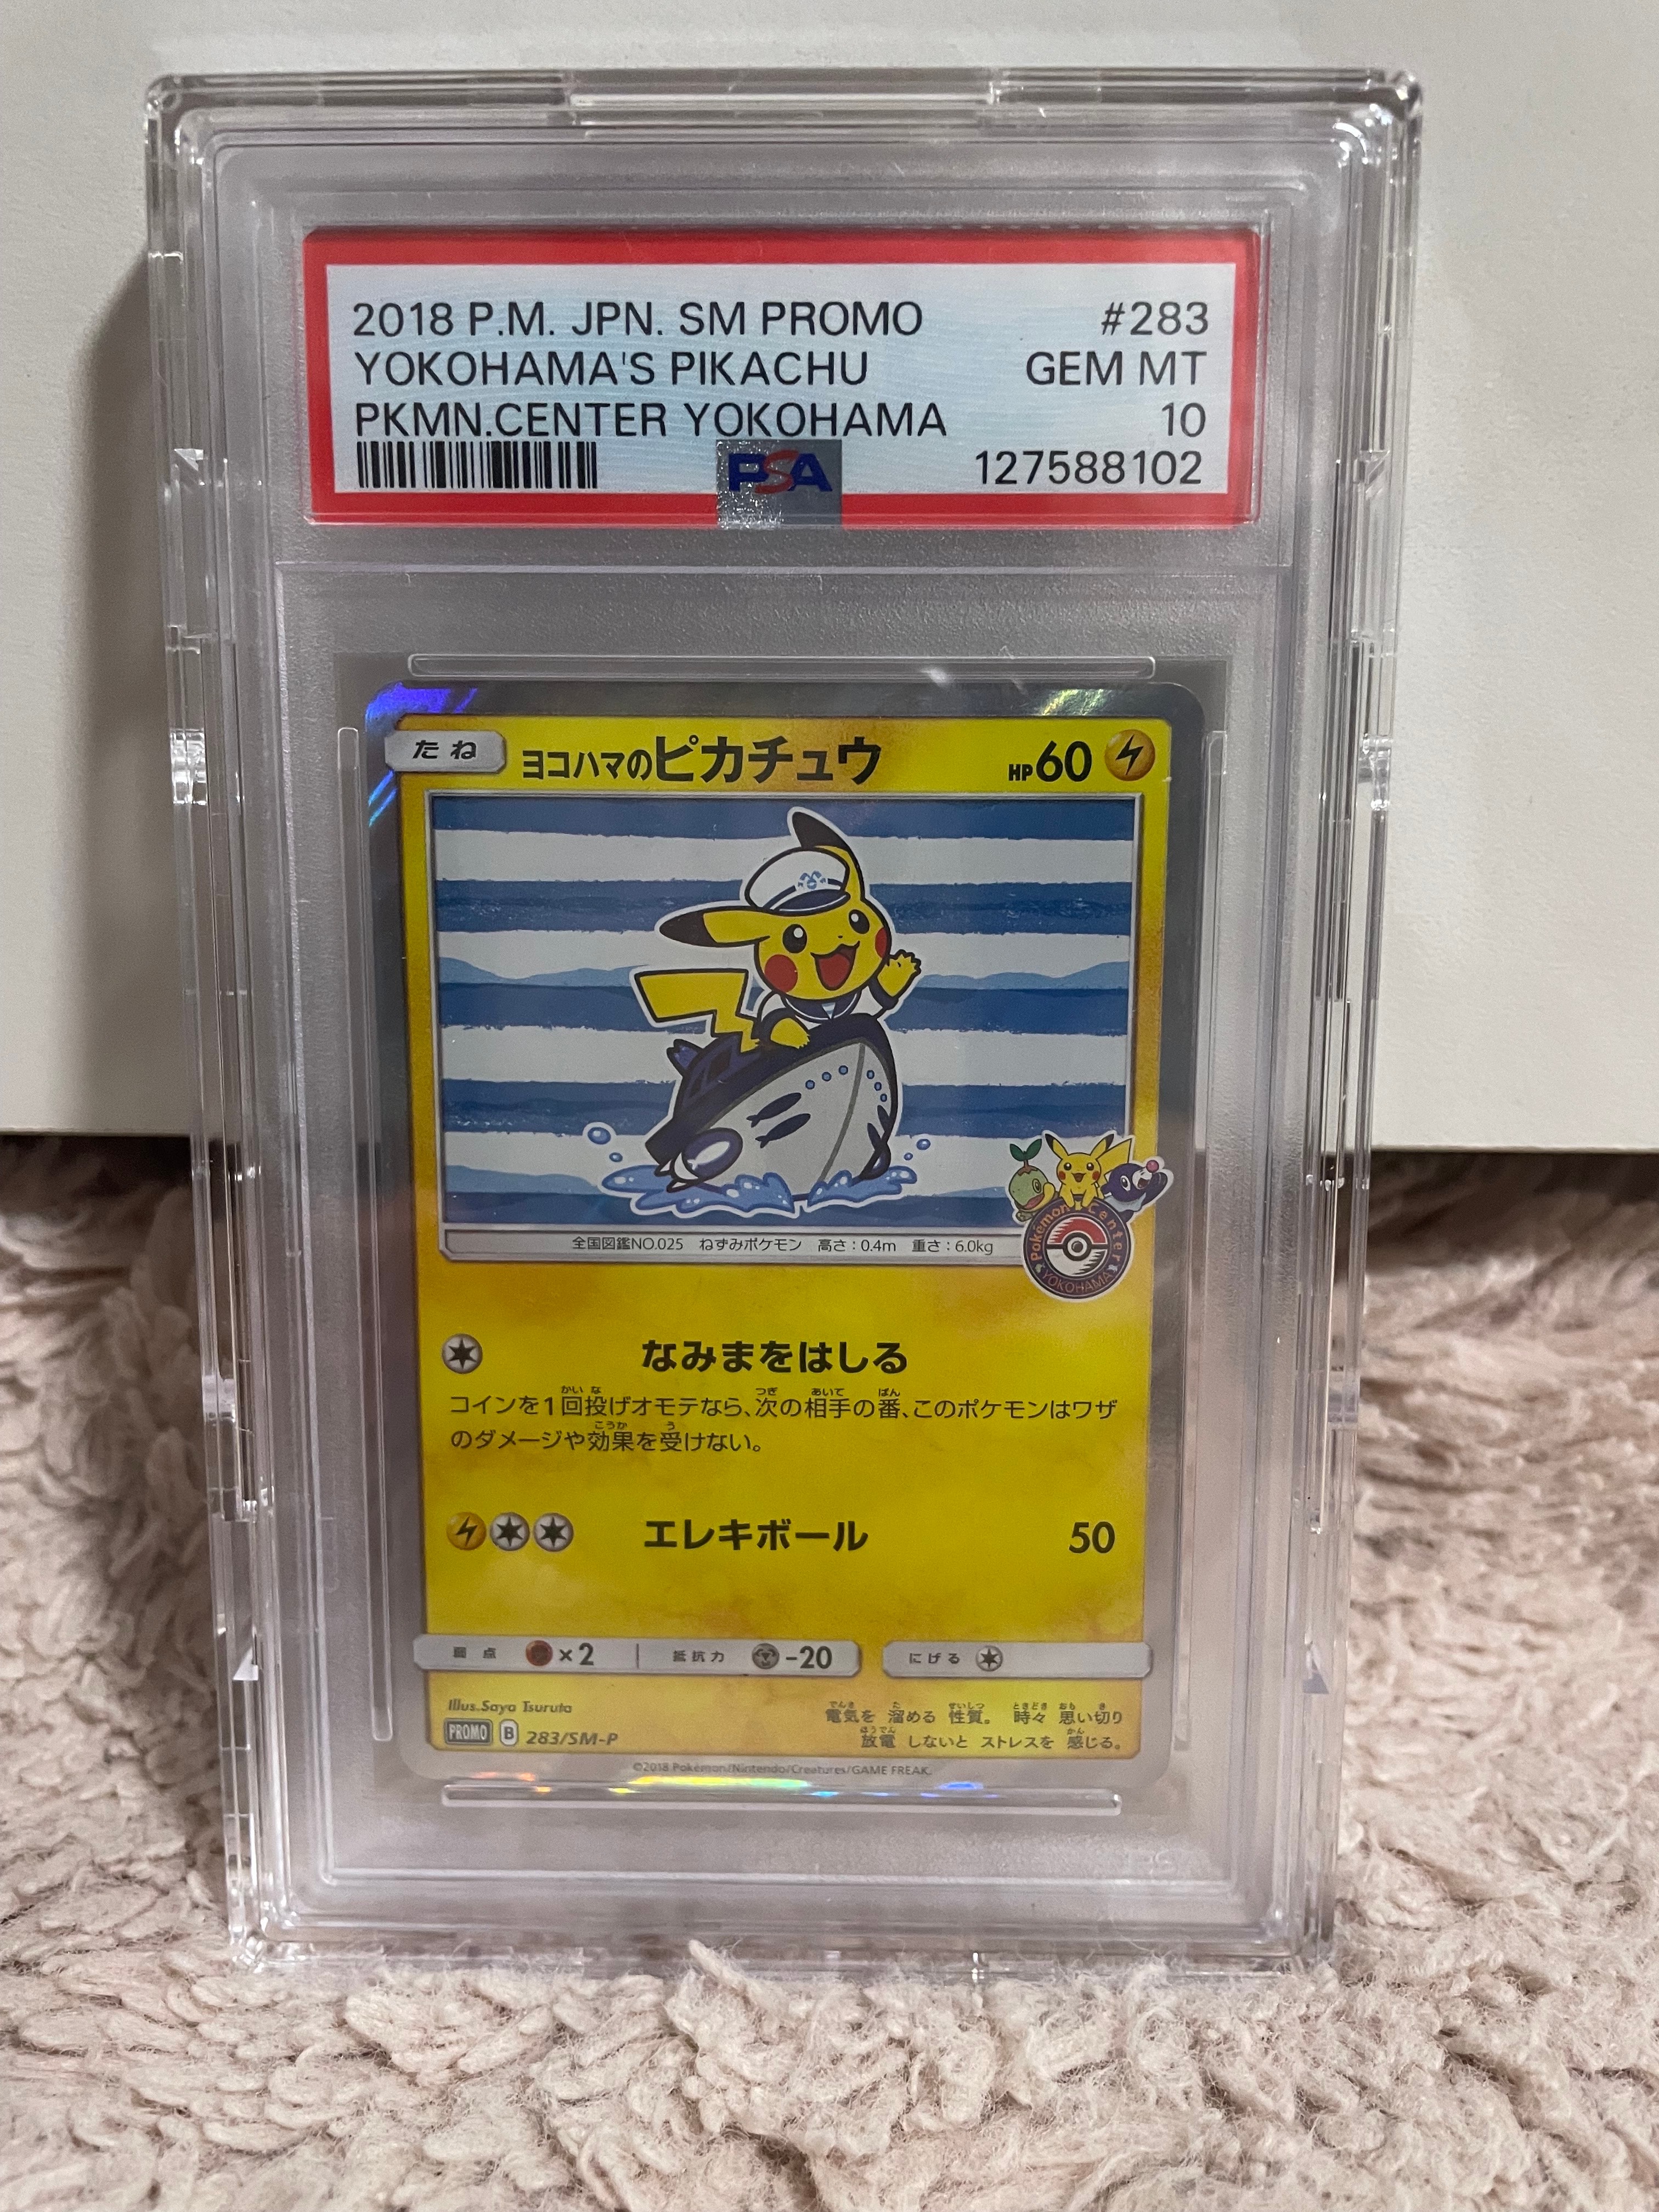 2018 P.M. JPN. SM PROMO #283
YOKOHAMA'S PIKACHU GEM MT
PKMN.CENTER YOKOHAMA 10
PSA 127588102
たね ヨコハマのピカチュウ HP60
全国図鑑NO.025 ねずみポケモン 高さ:0.4m 重さ:6.0kg
Pokémon Center
YOKOHAMA
なみまをはしる
コインを1回投げオモテなら、次の相手の番、このポケモンはワザ
のダメージや効果を受けない。
エレキボール 50
弱点 ×2 抵抗力 -20 にげる
Illus.Saya Tsuruta
電気を 溜める 性質。 時々 思い切り
PROMO B 283/SM-P
放電 しないと ストレスを 感じる。
©2018 Pokémon/Nintendo/Creatures/GAME FREAK.